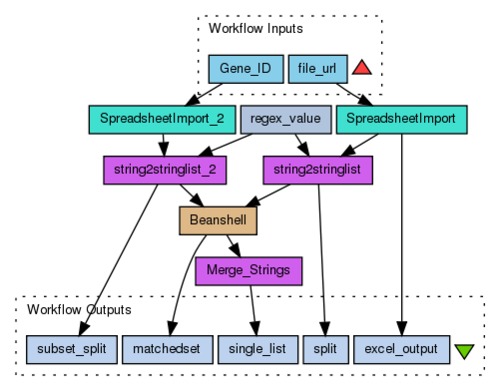 Workflow Inputs
Gene_ID file_url
SpreadsheetImport_2 regex_value SpreadsheetImport
string2stringlist_2 string2stringlist
Beanshell
Merge_Strings
Workflow Outputs
subset_split matchedset single_list split excel_output